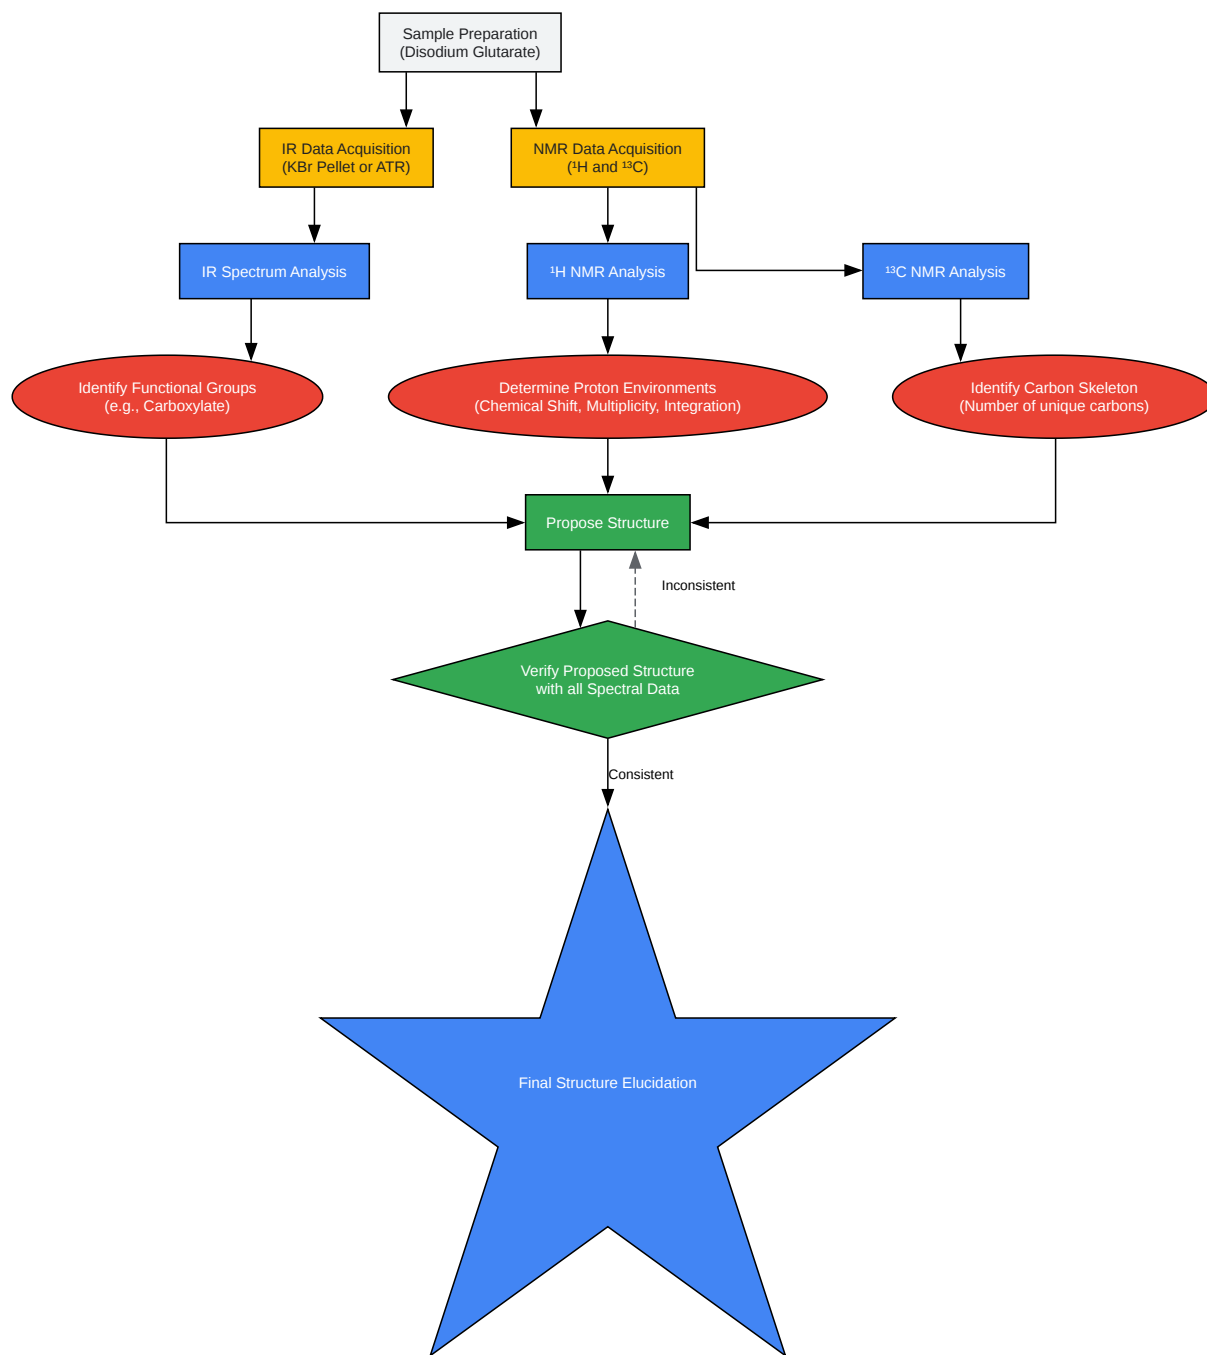 Sample Preparation
(Disodium Glutarate)
IR Data Acquisition
(KBr Pellet or ATR)
NMR Data Acquisition
(¹H and ¹³C)
IR Spectrum Analysis
¹H NMR Analysis
¹³C NMR Analysis
Identify Functional Groups
(e.g., Carboxylate)
Determine Proton Environments
(Chemical Shift, Multiplicity, Integration)
Identify Carbon Skeleton
(Number of unique carbons)
Propose Structure
Inconsistent
Verify Proposed Structure
with all Spectral Data
Consistent
Final Structure Elucidation